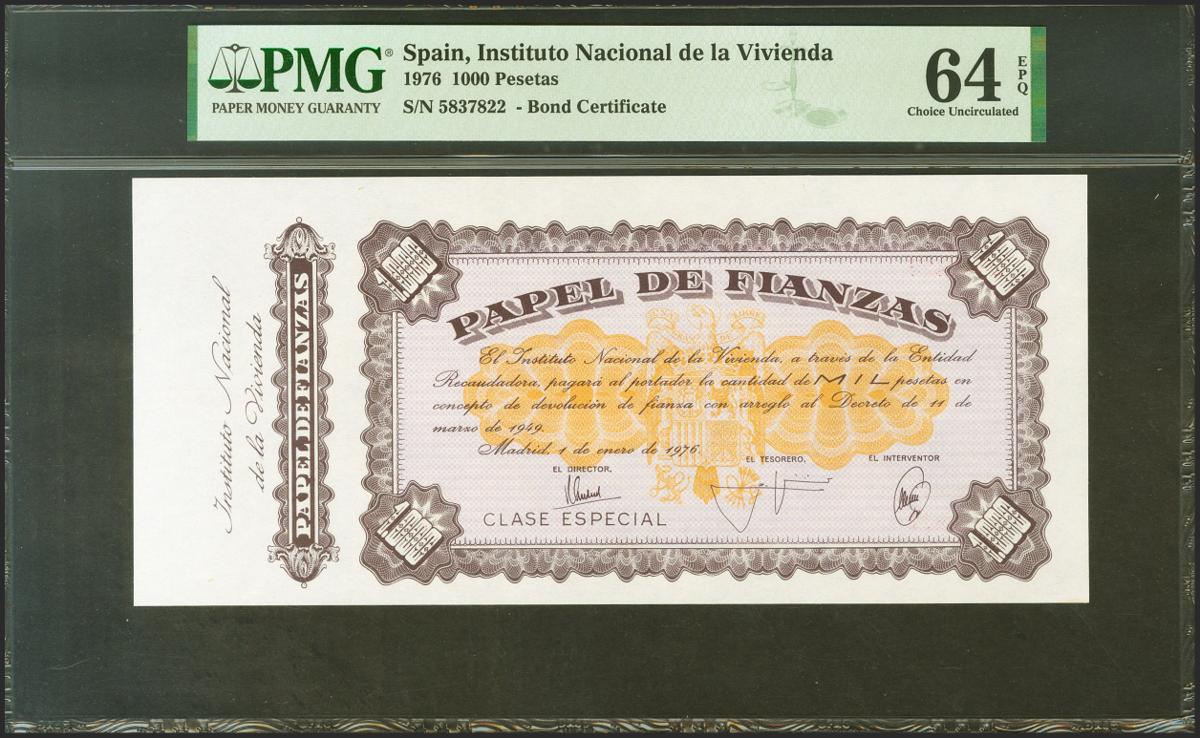 PMG®
PAPER MONEY GUARANTY
Spain, Instituto Nacional de la Vivienda
1976 1000 Pesetas
S/N 5837822 - Bond Certificate
64 EPQ
Choice Uncirculated
Instituto Nacional
de la Vivienda
PAPEL DE FIANZAS
PAPEL DE FIANZAS
El Instituto Nacional de la Vivienda, a través de la Entidad
Recaudadora, pagará al portador la cantidad de MIL pesetas en
concepto de devolución de fianza con arreglo al Decreto de 11 de
marzo de 1949.
Madrid, 1 de enero de 1976.
EL DIRECTOR,
EL TESORERO,
EL INTERVENTOR
CLASE ESPECIAL